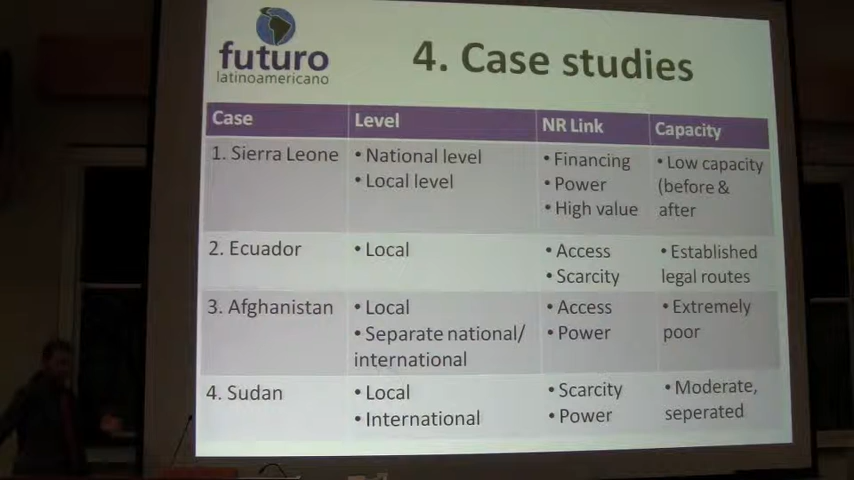 futuro
latinoamericano
4. Case studies
Case Level NR Link Capacity
1. Sierra Leone
• National level
• Local level
• Financing
• Power
• High value
• Low capacity
(before &
after
2. Ecuador
• Local
• Access
• Scarcity
• Established
legal routes
3. Afghanistan
• Local
• Separate national/
international
• Access
• Power
• Extremely
poor
4. Sudan
• Local
• International
• Scarcity
• Power
• Moderate,
seperated